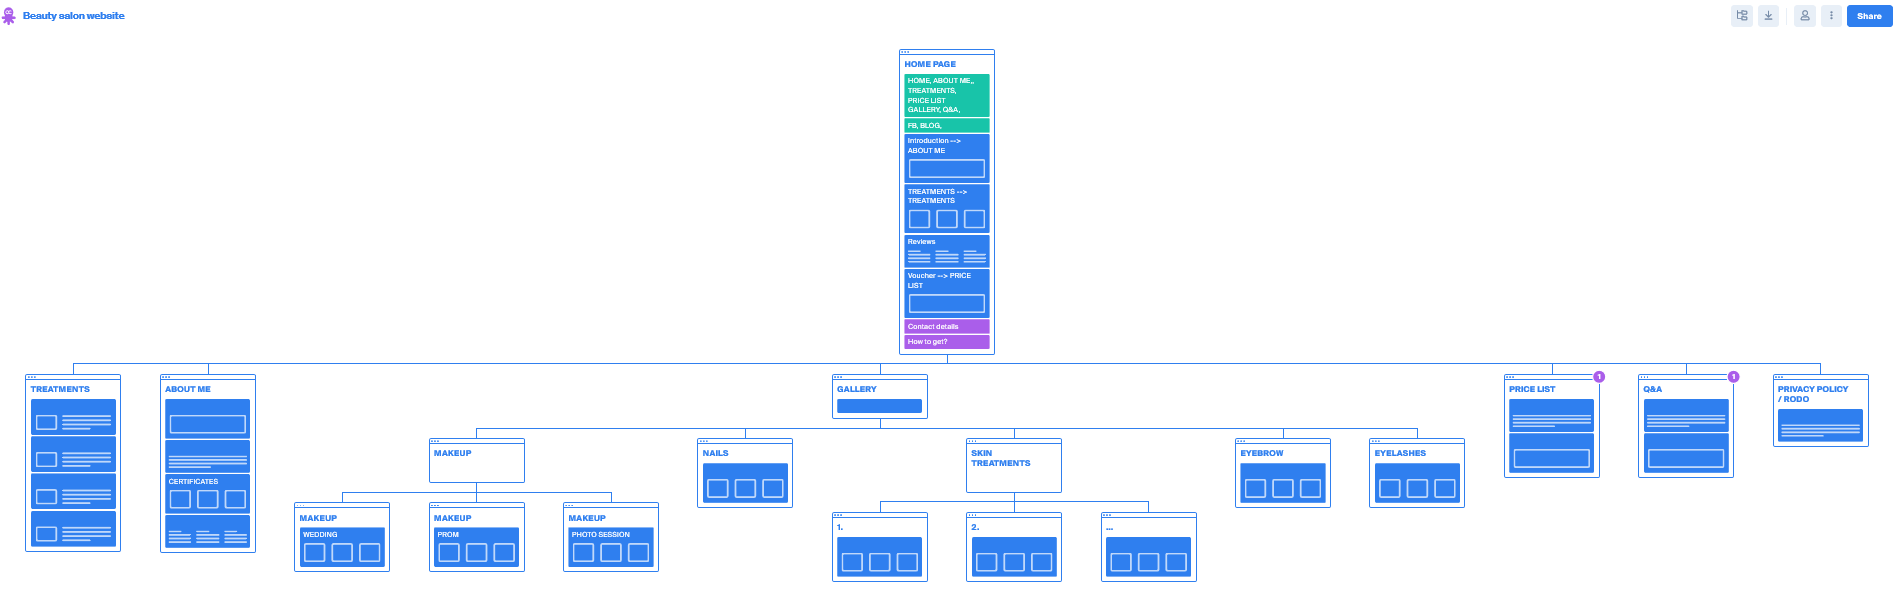 Beauty salon website
Share
HOME PAGE
HOME, ABOUT ME,,
TREATMENTS,
PRICE LIST
GALLERY, Q&A,
FB, BLOG,
Introduction -->
ABOUT ME
TREATMENTS -->
TREATMENTS
Reviews
Voucher --> PRICE
LIST
Contact details
How to get?
TREATMENTS
ABOUT ME
CERTIFICATES
GALLERY
PRICE LIST
1
Q&A
1
PRIVACY POLICY
/ RODO
MAKEUP
NAILS
SKIN
TREATMENTS
EYEBROW
EYELASHES
MAKEUP
WEDDING
MAKEUP
PROM
MAKEUP
PHOTO SESSION
1.
2.
...